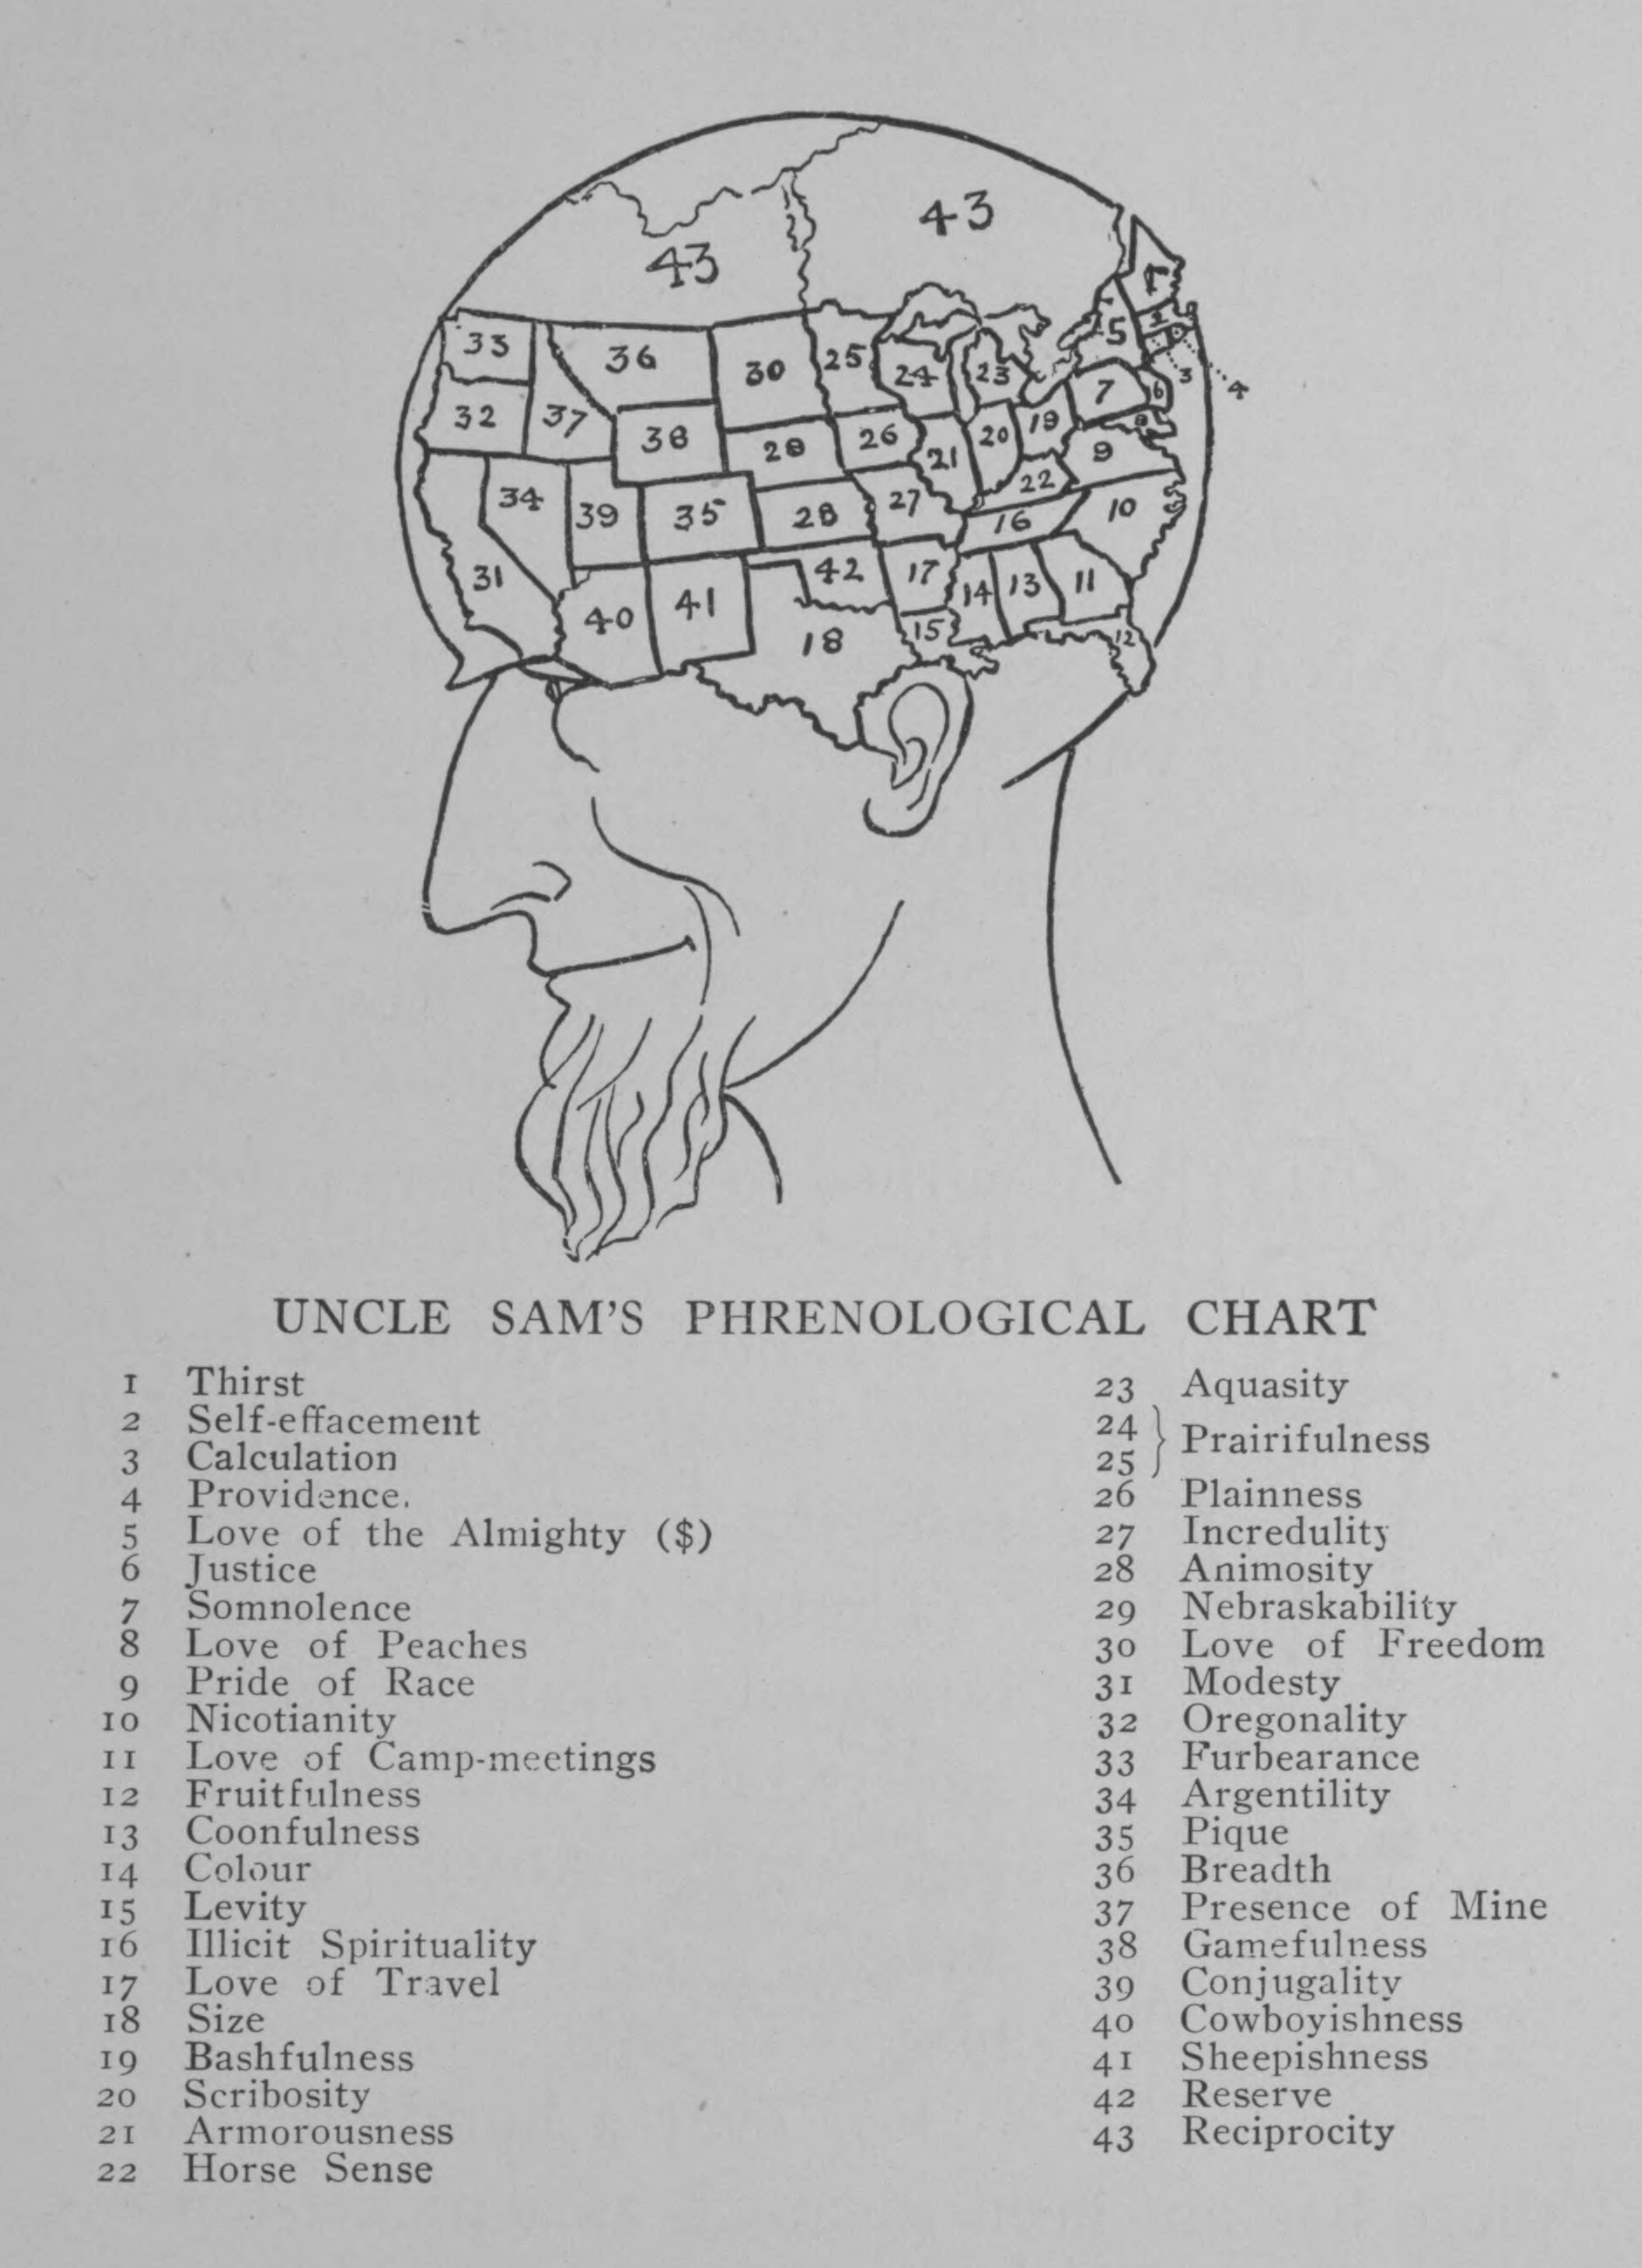 43
43
1
33
36
30
25
24
23
5
2
3
4
32
37
38
28
26
21
20
19
7
6
8
9
34
39
35
28
27
22
16
10
31
40
41
42
17
14
13
11
18
15
12
UNCLE SAM'S PHRENOLOGICAL CHART
1 Thirst
2 Self-effacement
3 Calculation
4 Providence.
5 Love of the Almighty ($)
6 Justice
7 Somnolence
8 Love of Peaches
9 Pride of Race
10 Nicotianity
11 Love of Camp-meetings
12 Fruitfulness
13 Coonfulness
14 Colour
15 Levity
16 Illicit Spirituality
17 Love of Travel
18 Size
19 Bashfulness
20 Scribosity
21 Armorousness
22 Horse Sense
23 Aquasity
24
25 } Prairifulness
26 Plainness
27 Incredulity
28 Animosity
29 Nebraskability
30 Love of Freedom
31 Modesty
32 Oregonality
33 Furbearance
34 Argentility
35 Pique
36 Breadth
37 Presence of Mine
38 Gamefulness
39 Conjugality
40 Cowboyishness
41 Sheepishness
42 Reserve
43 Reciprocity